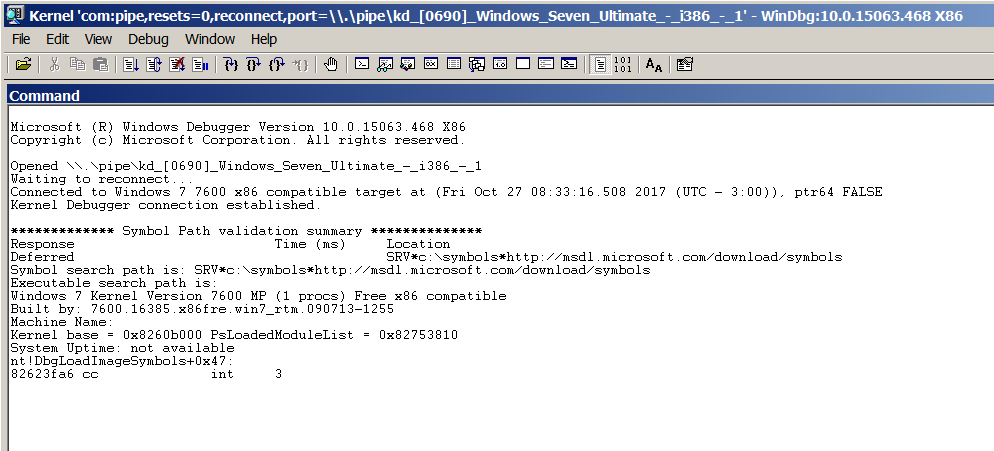 Kernel 'com:pipe,resets=0,reconnect,port=\\.\pipe\kd_[0690]_Windows_Seven_Ultimate_-_i386_-_1' - WinDbg:10.0.15063.468 X86
File Edit View Debug Window Help
Command
Microsoft (R) Windows Debugger Version 10.0.15063.468 X86
Copyright (c) Microsoft Corporation. All rights reserved.
Opened \\.\pipe\kd_[0690]_Windows_Seven_Ultimate_-_i386_-_1
Waiting to reconnect...
Connected to Windows 7 7600 x86 compatible target at (Fri Oct 27 08:33:16.508 2017 (UTC - 3:00)), ptr64 FALSE
Kernel Debugger connection established.
************* Symbol Path validation summary **************
Response Time (ms) Location
Deferred SRV*c:\symbols*http://msdl.microsoft.com/download/symbols
Symbol search path is: SRV*c:\symbols*http://msdl.microsoft.com/download/symbols
Executable search path is:
Windows 7 Kernel Version 7600 MP (1 procs) Free x86 compatible
Built by: 7600.16385.x86fre.win7_rtm.090713-1255
Machine Name:
Kernel base = 0x8260b000 PsLoadedModuleList = 0x82753810
System Uptime: not available
nt!DbgLoadImageSymbols+0x47:
82623fa6 cc int 3